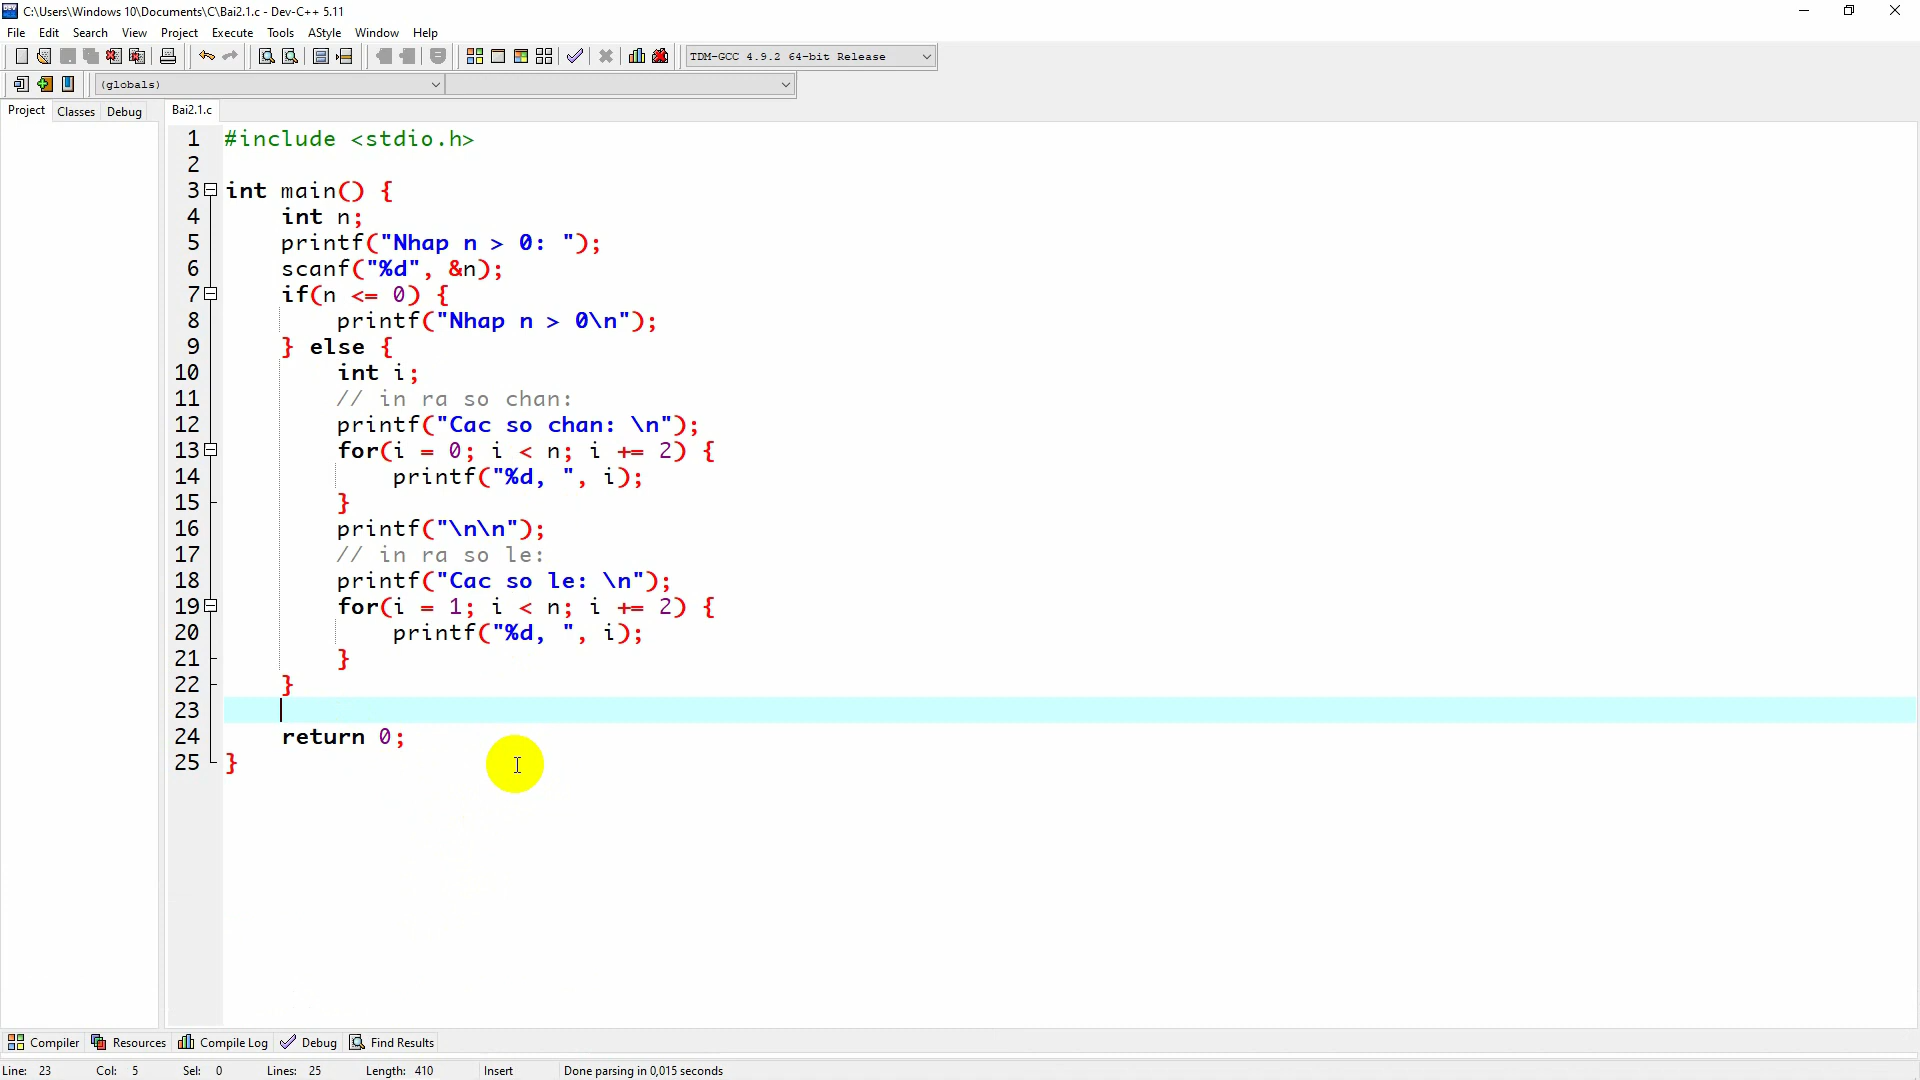 C:\Users\Windows 10\Documents\C\Bai2.1.c - Dev-C++ 5.11
File Edit Search View Project Execute Tools AStyle Window Help
TDM-GCC 4.9.2 64-bit Release
(globals)
Project Classes Debug Bai2.1.c
1 #include <stdio.h>
2
3 int main() {
4 int n;
5 printf("Nhap n > 0: ");
6 scanf("%d", &n);
7 if(n <= 0) {
8 printf("Nhap n > 0\n");
9 } else {
10 int i;
11 // in ra so chan:
12 printf("Cac so chan: \n");
13 for(i = 0; i < n; i += 2) {
14 printf("%d, ", i);
15 }
16 printf("\n\n");
17 // in ra so le:
18 printf("Cac so le: \n");
19 for(i = 1; i < n; i += 2) {
20 printf("%d, ", i);
21 }
22 }
23
24 return 0;
25 }
Compiler Resources Compile Log Debug Find Results
Line: 23 Col: 5 Sel: 0 Lines: 25 Length: 410 Insert Done parsing in 0,015 seconds